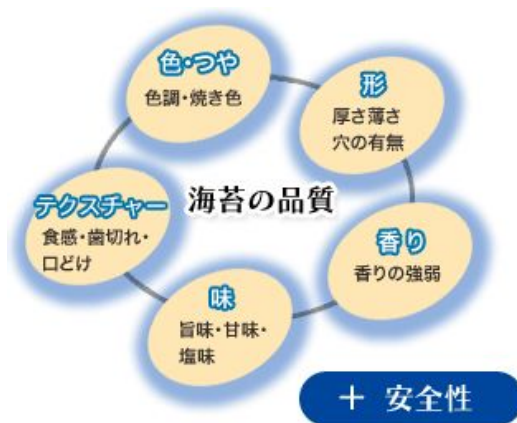 色・つや
色調・焼き色
形
厚さ薄さ
穴の有無
テクスチャー
食感・歯切れ・
口どけ
海苔の品質
香り
香りの強弱
味
旨味・甘味・
塩味
＋ 安全性